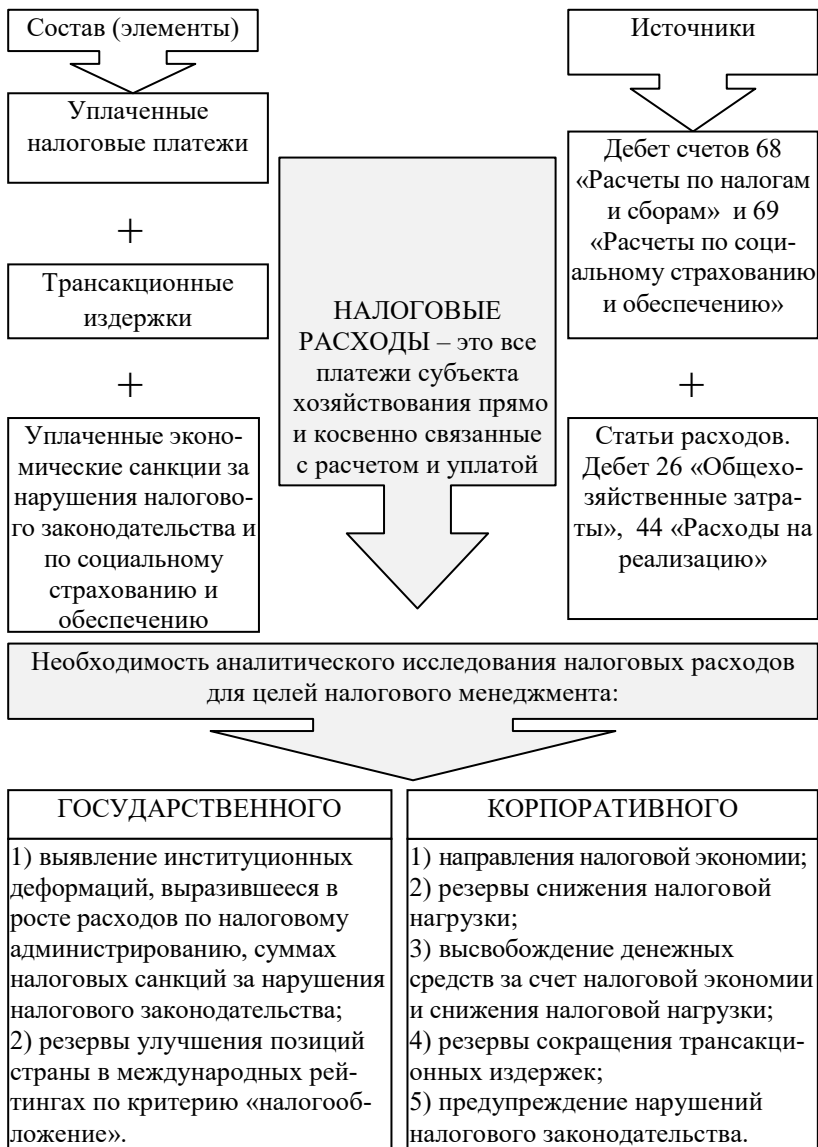 Состав (элементы)
Уплаченные
налоговые платежи
+
Трансакционные
издержки
+
Уплаченные эконо-
мические санкции за
нарушения налогово-
го законодательства и
по социальному
страхованию и
обеспечению
НАЛОГОВЫЕ
РАСХОДЫ – это все
платежи субъекта
хозяйствования прямо
и косвенно связанные
с расчетом и уплатой
Источники
Дебет счетов 68
«Расчеты по налогам
и сборам» и 69
«Расчеты по соци-
альному страхованию
и обеспечению»
+
Статьи расходов.
Дебет 26 «Общехо-
зяйственные затра-
ты», 44 «Расходы на
реализацию»
Необходимость аналитического исследования налоговых расходов
для целей налогового менеджмента:
ГОСУДАРСТВЕННОГО
1) выявление институционных
деформаций, выразившееся в
росте расходов по налоговому
администрированию, суммах
налоговых санкций за нарушения
налогового законодательства;
2) резервы улучшения позиций
страны в международных рей-
тингах по критерию «налогооб-
ложение».
КОРПОРАТИВНОГО
1) направления налоговой экономии;
2) резервы снижения налоговой
нагрузки;
3) высвобождение денежных
средств за счет налоговой экономии
и снижения налоговой нагрузки;
4) резервы сокращения трансакци-
онных издержек;
5) предупреждение нарушений
налогового законодательства.